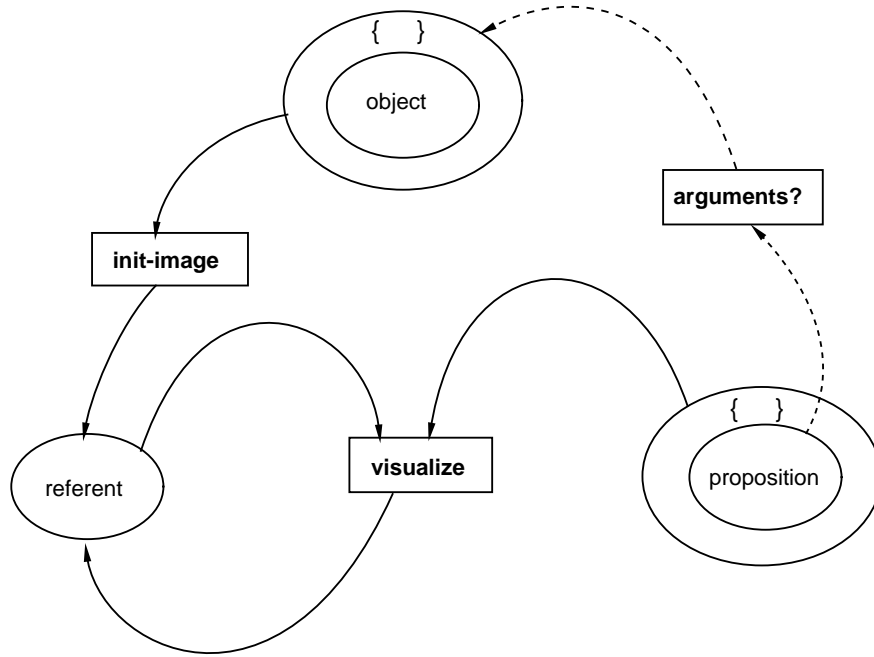 { }
object
arguments?
init-image
{ }
visualize
referent
proposition